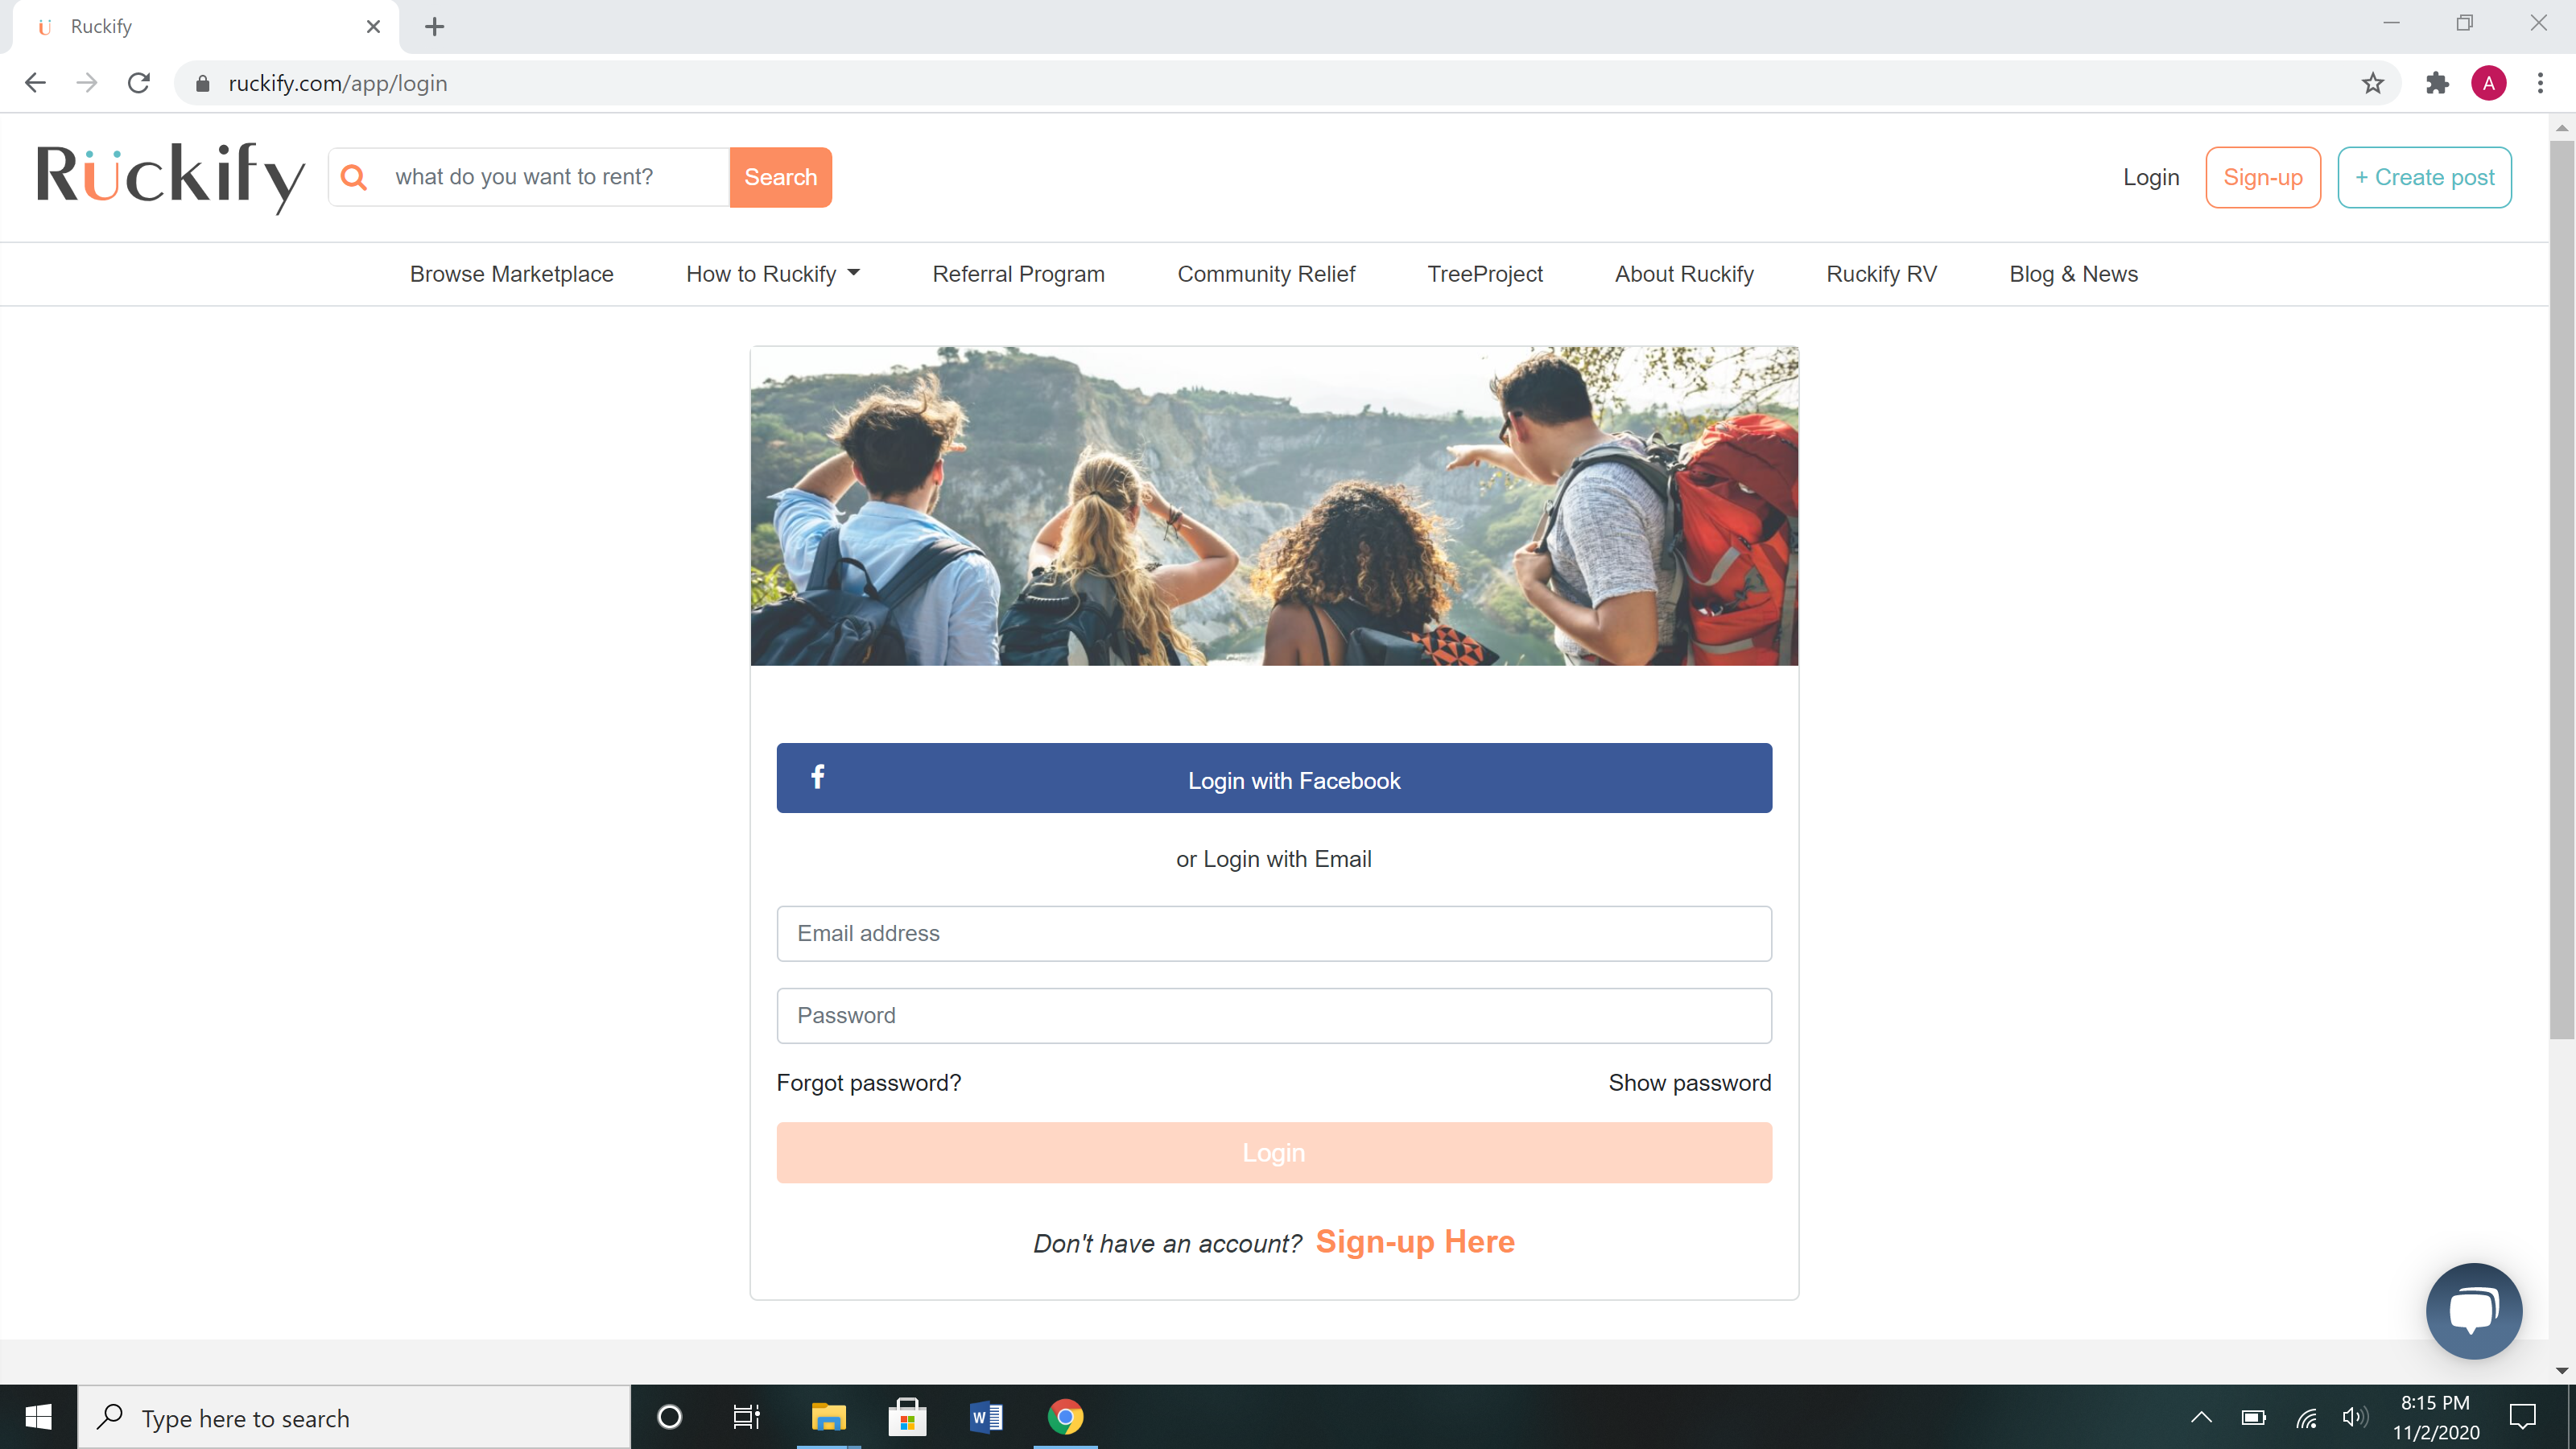 Ruckify
ruckify.com/app/login
A
Rückify
what do you want to rent?
Search
Login
Sign-up
+ Create post
Browse Marketplace
How to Ruckify
Referral Program
Community Relief
TreeProject
About Ruckify
Ruckify RV
Blog & News
f
Login with Facebook
or Login with Email
Email address
Password
Forgot password?
Show password
Login
Don't have an account? Sign-up Here
Type here to search
W
8:15 PM
11/2/2020